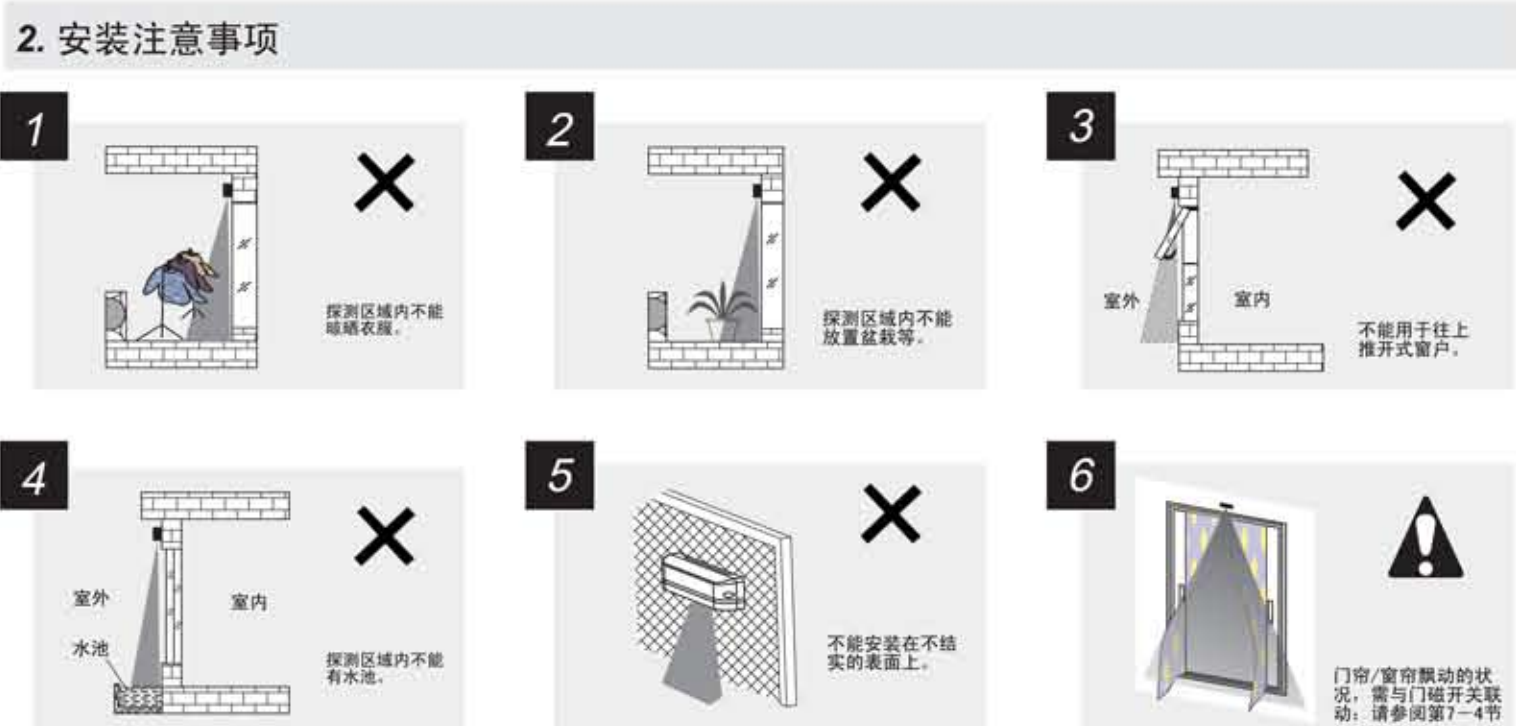 2. 安装注意事项
1
探测区域内不能
晾晒衣服。
2
探测区域内不能
放置盆栽等。
3
室外
室内
不能用于往上
推开式窗户。
4
室外
室内
水池
探测区域内不能
有水池。
5
不能安装在不结
实的表面上。
6
门帘/窗帘飘动的状
况，需与门磁开关联
动；请参阅第7-4节